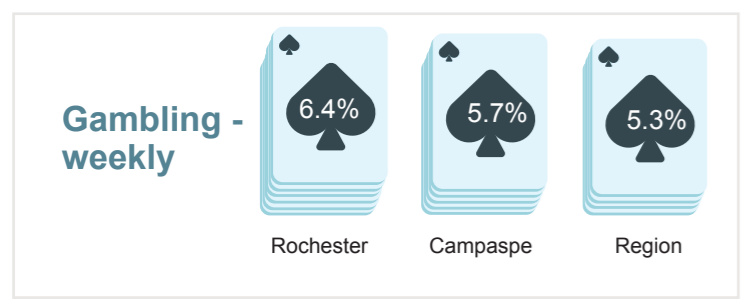 Gambling -
weekly
6.4%
5.7%
5.3%
Rochester
Campaspe
Region